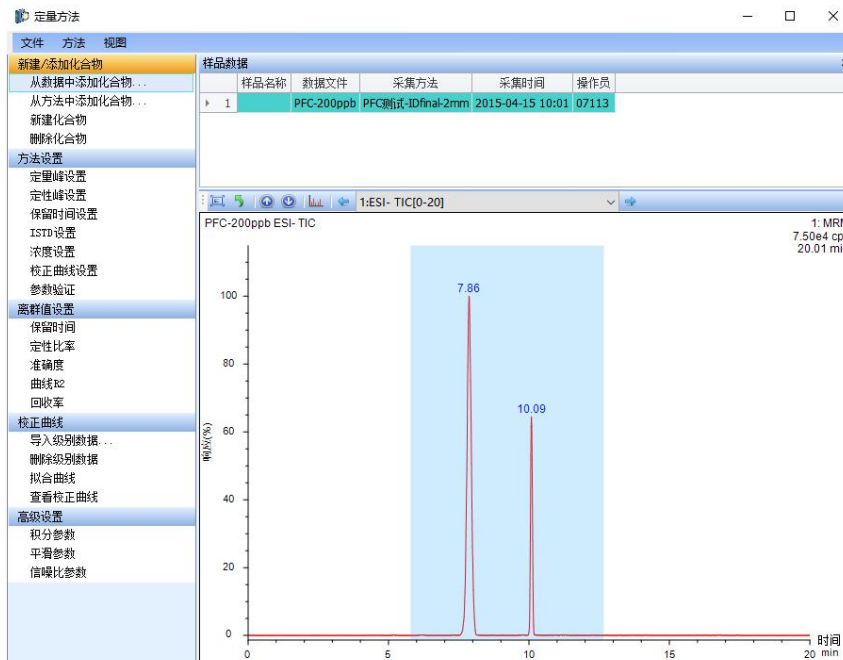 定量方法
文件 方法 视图
新建/添加化合物
从数据中添加化合物...
从方法中添加化合物...
新建化合物
删除化合物
方法设置
定量峰设置
定性峰设置
保留时间设置
ISTD设置
浓度设置
校正曲线设置
参数验证
离群值设置
保留时间
定性比率
准确度
曲线R2
回收率
校正曲线
导入级别数据...
删除级别数据
拟合曲线
查看校正曲线
高级设置
积分参数
平滑参数
信噪比参数
样品数据
样品名称 数据文件 采集方法 采集时间 操作员
1 PFC-200ppb PFC测试-IDfinal-2mm 2015-04-15 10:01 07113
1:ESI- TIC[0-20]
PFC-200ppb ESI- TIC
1: MRM
7.50e4 cp
20.01 mi
7.86
10.09
100
80
60
40
20
0
响应(%)
0 5 10 15 20
时间
min